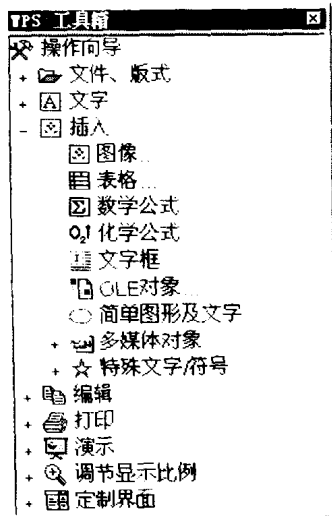 WPS 工具箱
操作向导
文件、版式
文字
插入
图像...
表格...
数学公式
化学公式
文字框
OLE对象...
简单图形及文字
多媒体对象
特殊文字/符号
编辑
打印
演示
调节显示比例
定制界面